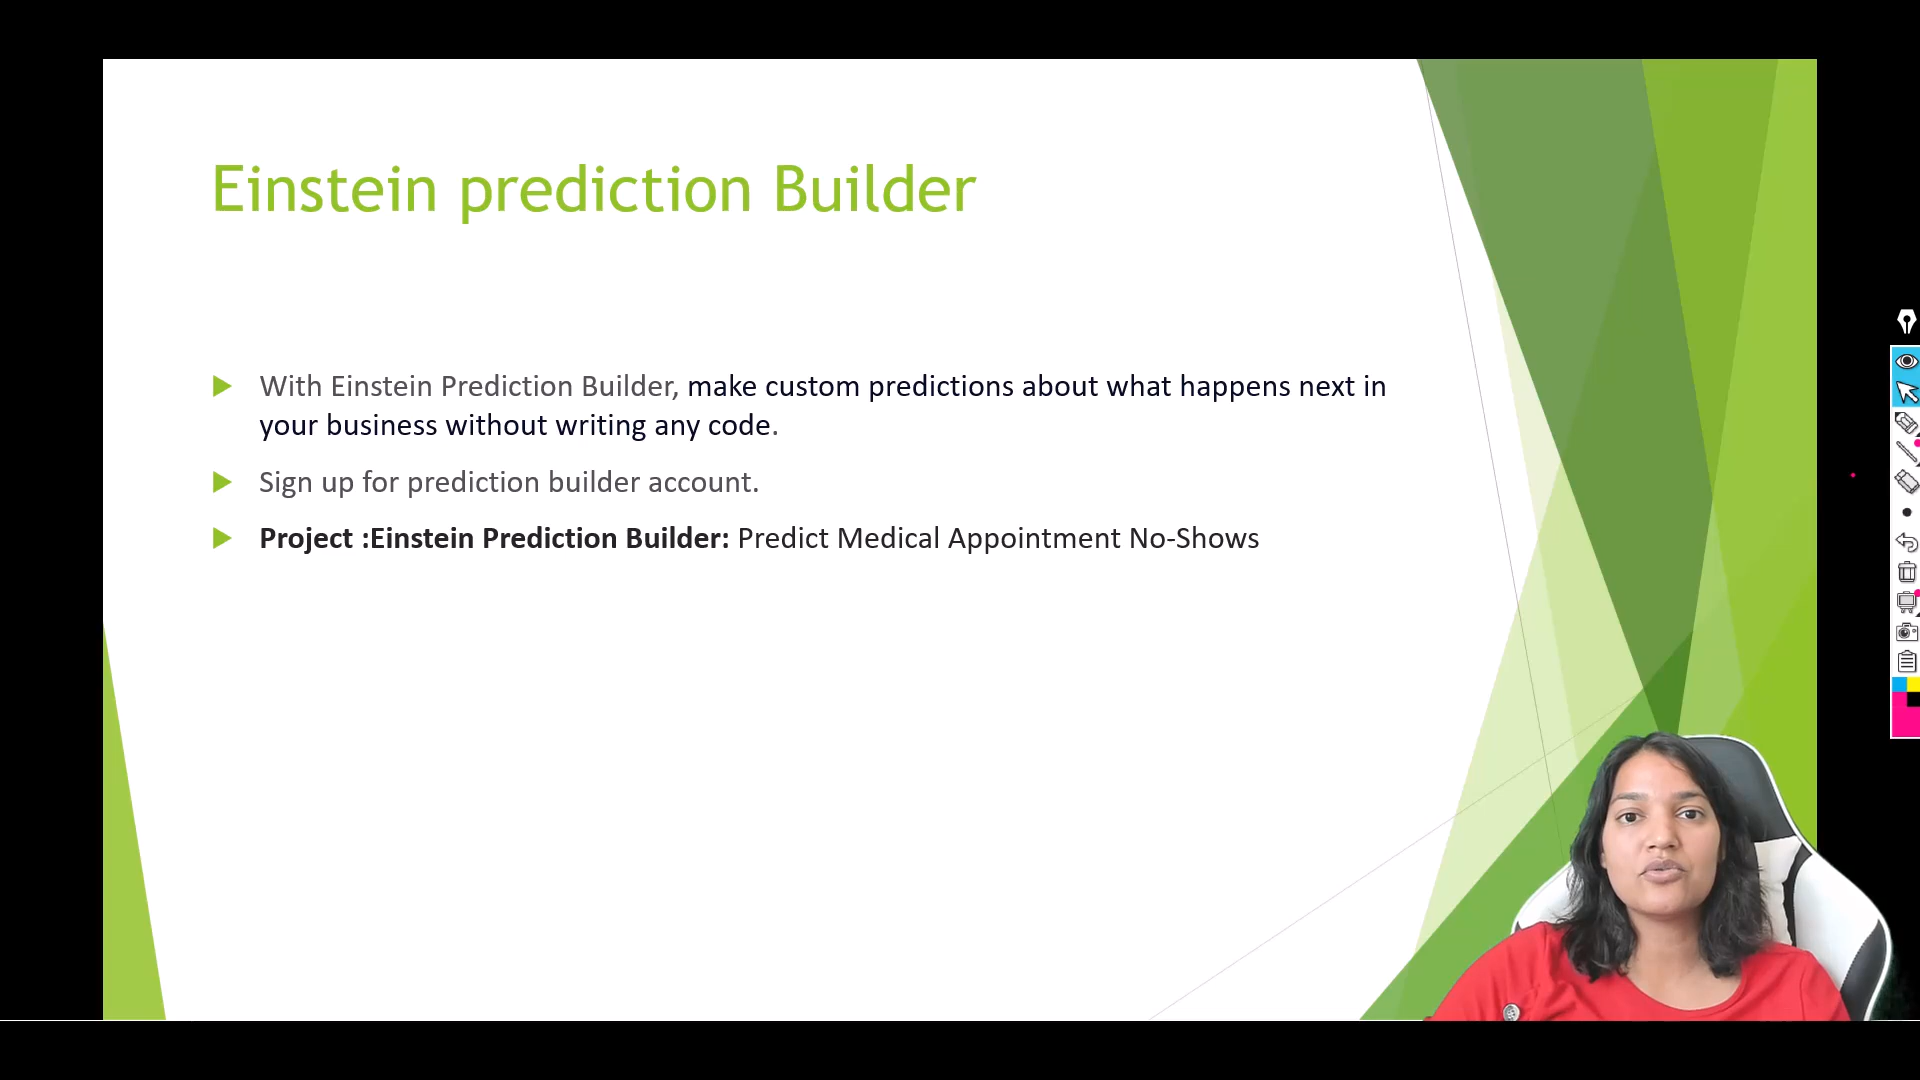 Einstein prediction Builder
With Einstein Prediction Builder, make custom predictions about what happens next in
your business without writing any code.
Sign up for prediction builder account.
Project :Einstein Prediction Builder: Predict Medical Appointment No-Shows